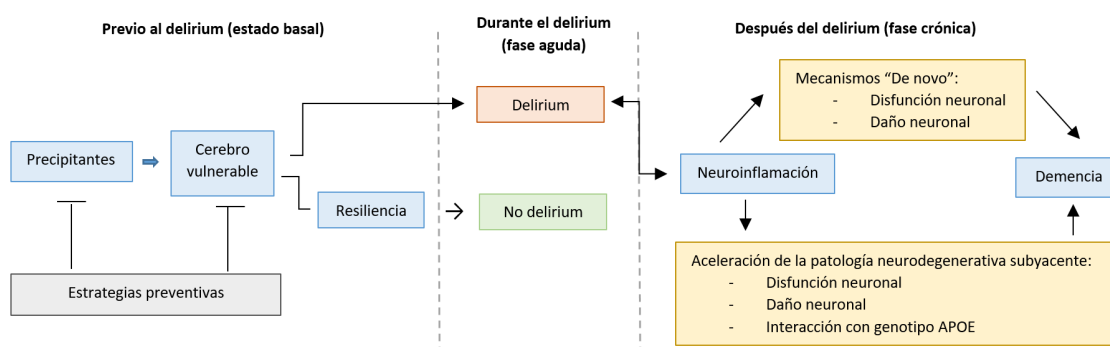 Previo al delirium (estado basal)
Durante el delirium
(fase aguda)
Después del delirium (fase crónica)
Precipitantes
Cerebro
vulnerable
Resiliencia
Estrategias preventivas
Delirium
No delirium
Mecanismos “De novo”:
- Disfunción neuronal
- Daño neuronal
Neuroinflamación
Demencia
Aceleración de la patología neurodegenerativa subyacente:
- Disfunción neuronal
- Daño neuronal
- Interacción con genotipo APOE